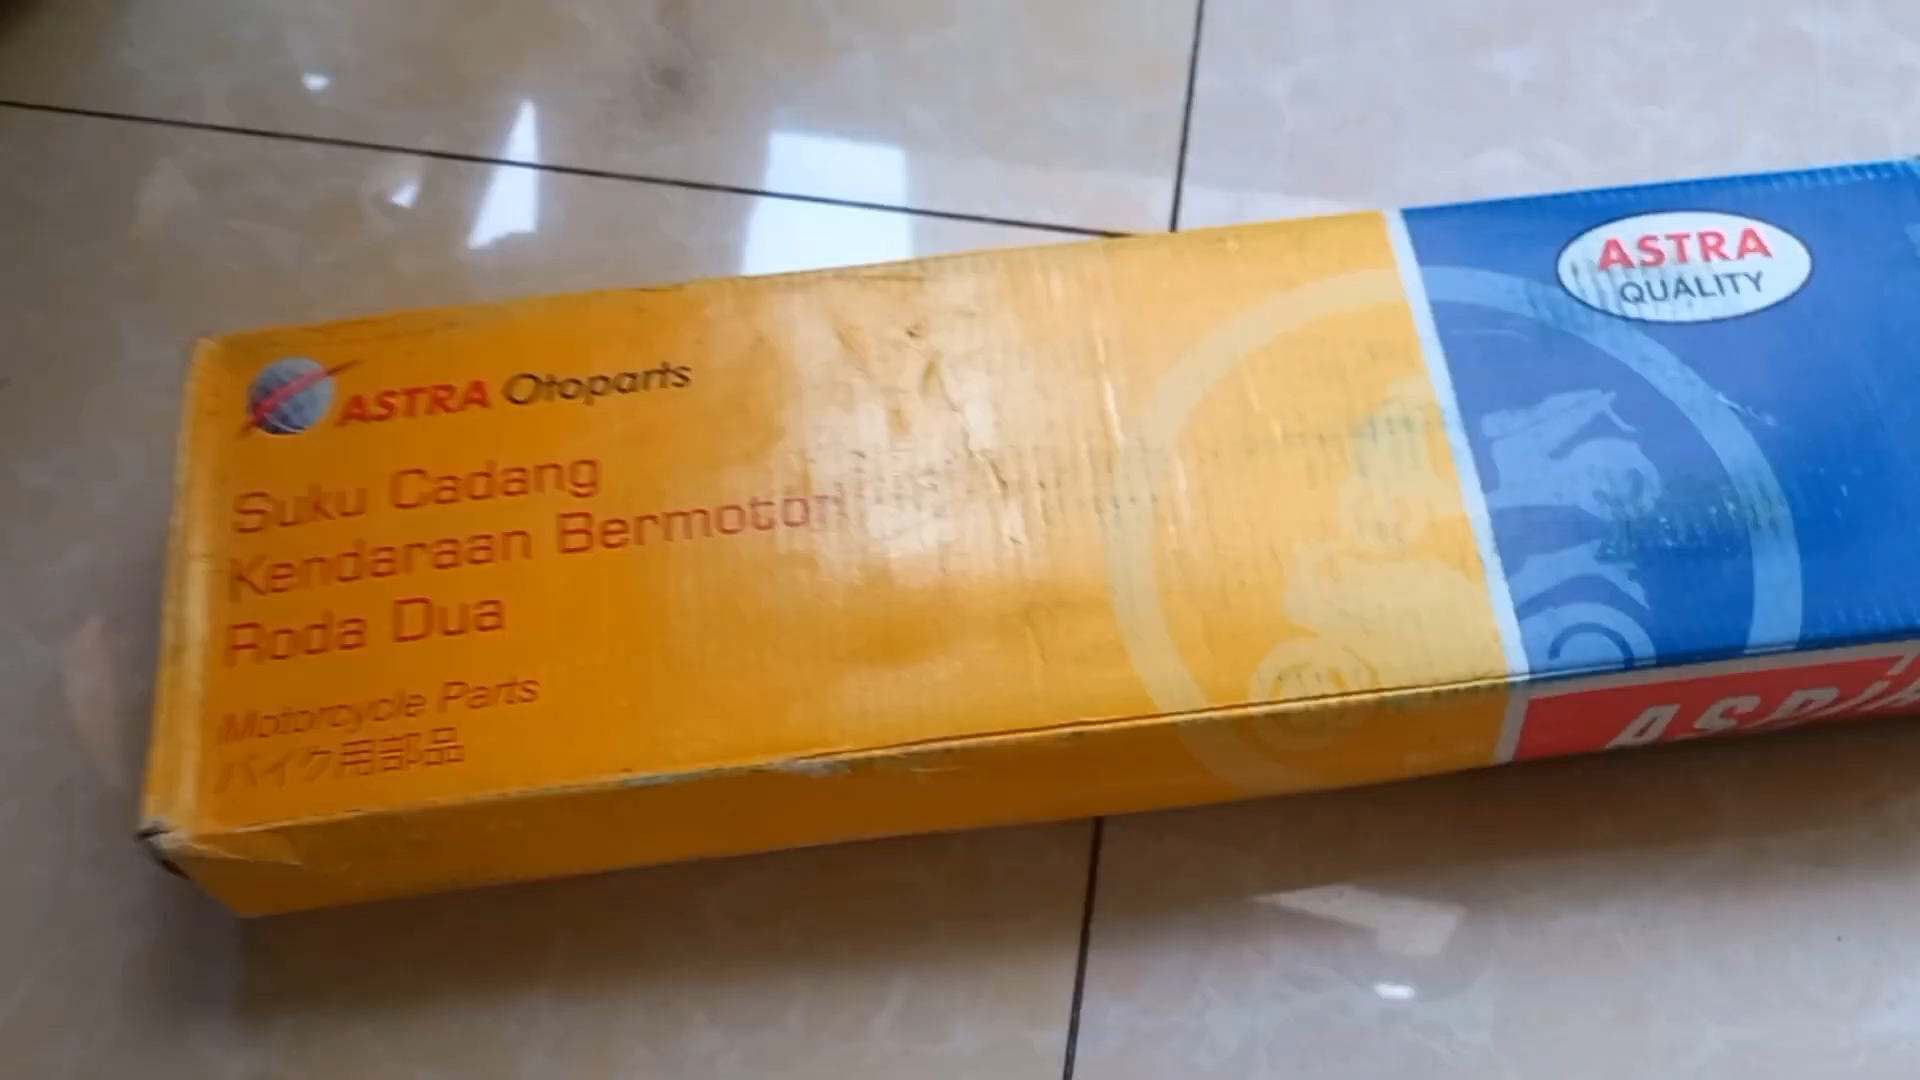 ASTRA Otoparts
Suku Cadang
Kendaraan Bermotor
Roda Dua
Motorcycle Parts
バイク用部品
ASTRA
QUALITY